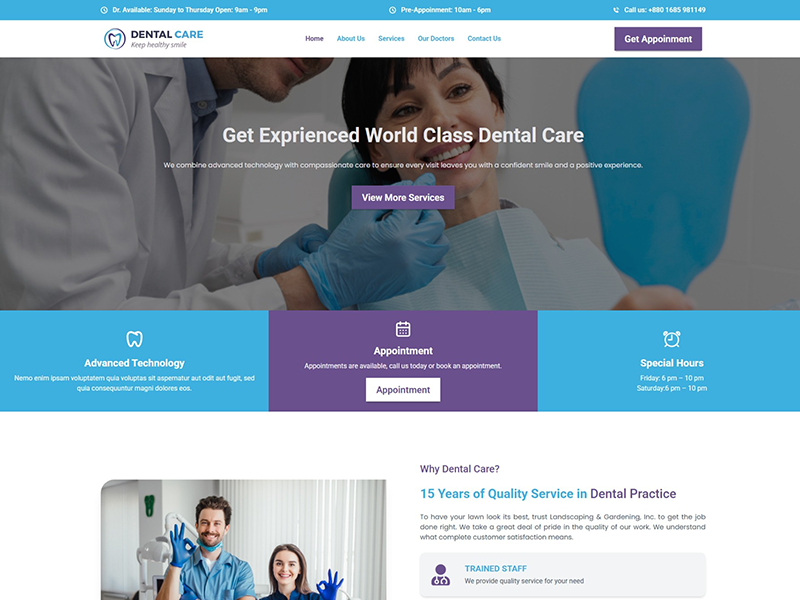 Dr. Available: Sunday to Thursday Open: 9am - 9pm
Pre-Appoinment: 10am - 6pm
Call us: +880 1685 981149
DENTAL CARE
Keep healthy smile
Home
About Us
Services
Our Doctors
Contact Us
Get Appoinment
Get Exprienced World Class Dental Care
We combine advanced technology with compassionate care to ensure every visit leaves you with a confident smile and a positive experience.
View More Services
Advanced Technology
Nemo enim ipsam voluptatem quia voluptas sit aspernatur aut odit aut fugit, sed
quia consequuntur magni dolores eos.
Appointment
Appointments are available, call us today or book an appointment.
Appointment
Special Hours
Friday: 6 pm – 10 pm
Saturday:6 pm – 10 pm
Why Dental Care?
15 Years of Quality Service in Dental Practice
To have your lawn look its best, trust Landscaping & Gardening, Inc. to get the job
done right. We take a great deal of pride in the quality of our work. We understand
what complete customer satisfaction means.
TRAINED STAFF
We provide quality service for your need